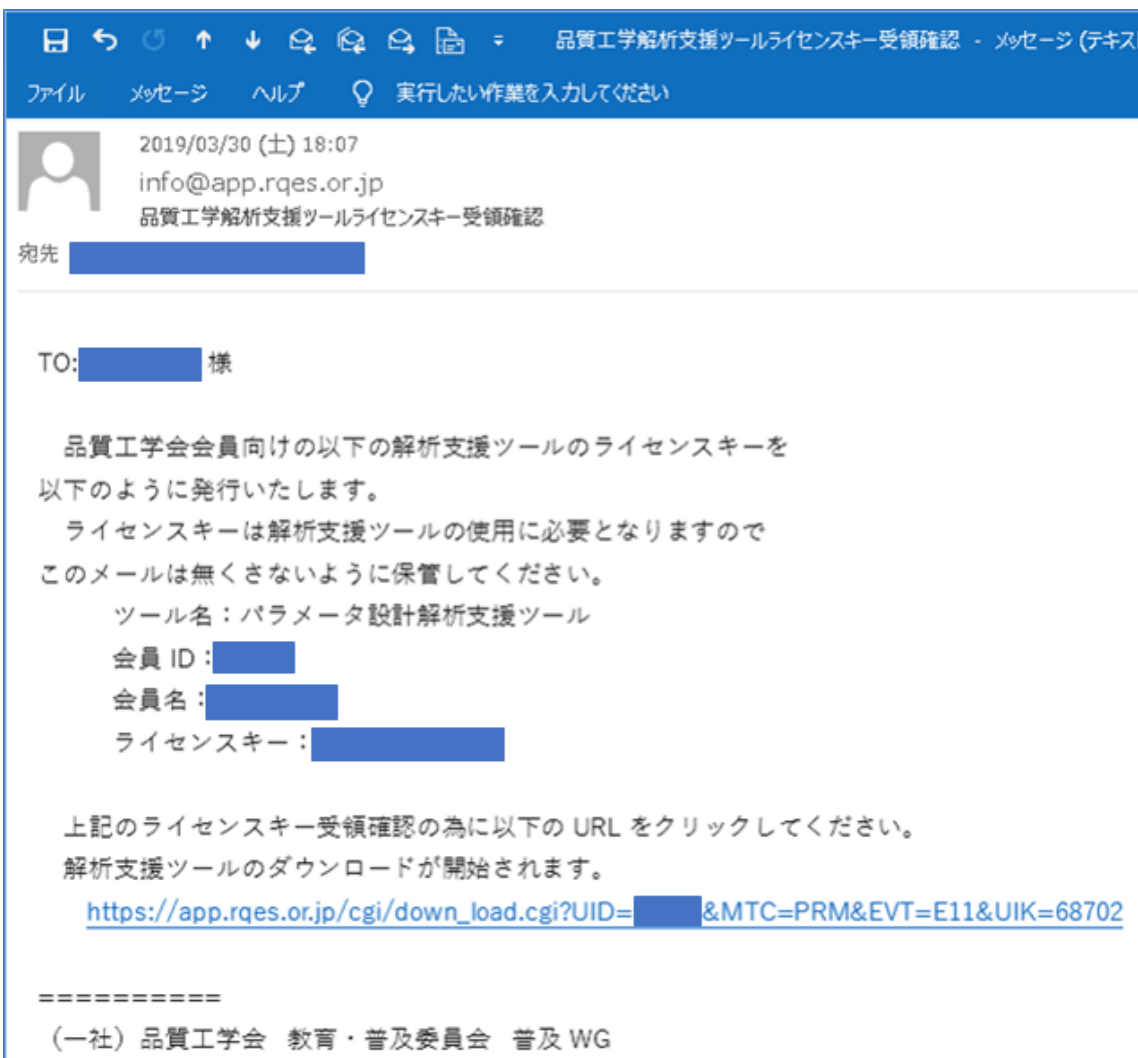 品質工学解析支援ツールライセンスキー受領確認 - メッセージ (テキス
ファイル メッセージ ヘルプ 実行したい作業を入力してください
2019/03/30 (土) 18:07
info@app.rqes.or.jp
品質工学解析支援ツールライセンスキー受領確認
宛先
TO: 様
品質工学会会員向けの以下の解析支援ツールのライセンスキーを
以下のように発行いたします。
ライセンスキーは解析支援ツールの使用に必要となりますので
このメールは無くさないように保管してください。
ツール名：パラメータ設計解析支援ツール
会員 ID：
会員名：
ライセンスキー：
上記のライセンスキー受領確認の為に以下の URL をクリックしてください。
解析支援ツールのダウンロードが開始されます。
https://app.rqes.or.jp/cgi/down_load.cgi?UID= &MTC=PRM&EVT=E11&UIK=68702
==========
（一社）品質工学会 教育・普及委員会 普及 WG